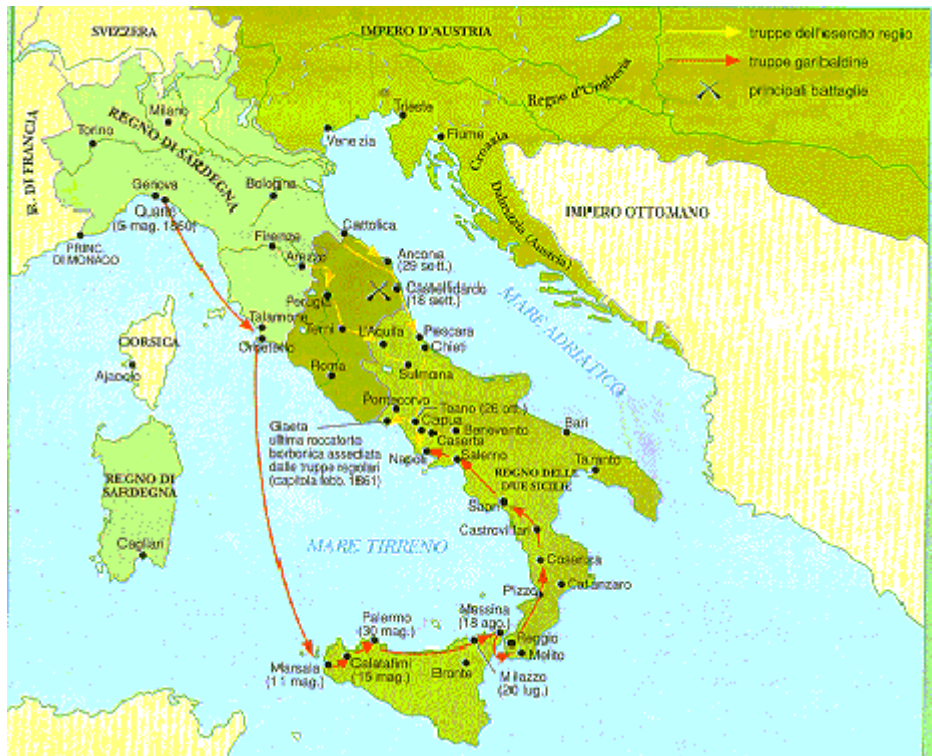 SVIZZERA
IMPERO D'AUSTRIA
truppe dell'esercito regio
truppe garibaldine
principali battaglie
Regno d'Ungheria
Trieste
Milano
Torino
REGNO DI SARDEGNA
Venezia
Fiume
Croazia
R. DI FRANCIA
Genova
Quarto
(5 mag. 1860)
Bologna
Dalmazia (Austria)
IMPERO OTTOMANO
PRINC.
DI MONACO
Firenze
Cattolica
Arezzo
Ancona
(29 sett.)
Perugia
Castelfidardo
(18 sett.)
MARE ADRIATICO
Talamone
Orbetello
Terni
L'Aquila
Pescara
Chieti
CORSICA
Ajaccio
Roma
Sulmona
Pontecorvo
Teano (26 ott.)
Gaeta
ultima roccaforte
borbonica assediata
dalle truppe regolari
(capitola febb. 1861)
Capua
Benevento
Caserta
Bari
Napoli
Salerno
Taranto
REGNO DI
SARDEGNA
REGNO DELLE
DUE SICILIE
Sapri
Castrovillari
Cagliari
MARE TIRRENO
Cosenza
Pizzo
Catanzaro
Palermo
(30 mag.)
Messina
(18 ago.)
Reggio
Melito
Marsala
(11 mag.)
Calatafimi
(15 mag.)
Bronte
Milazzo
(20 lug.)